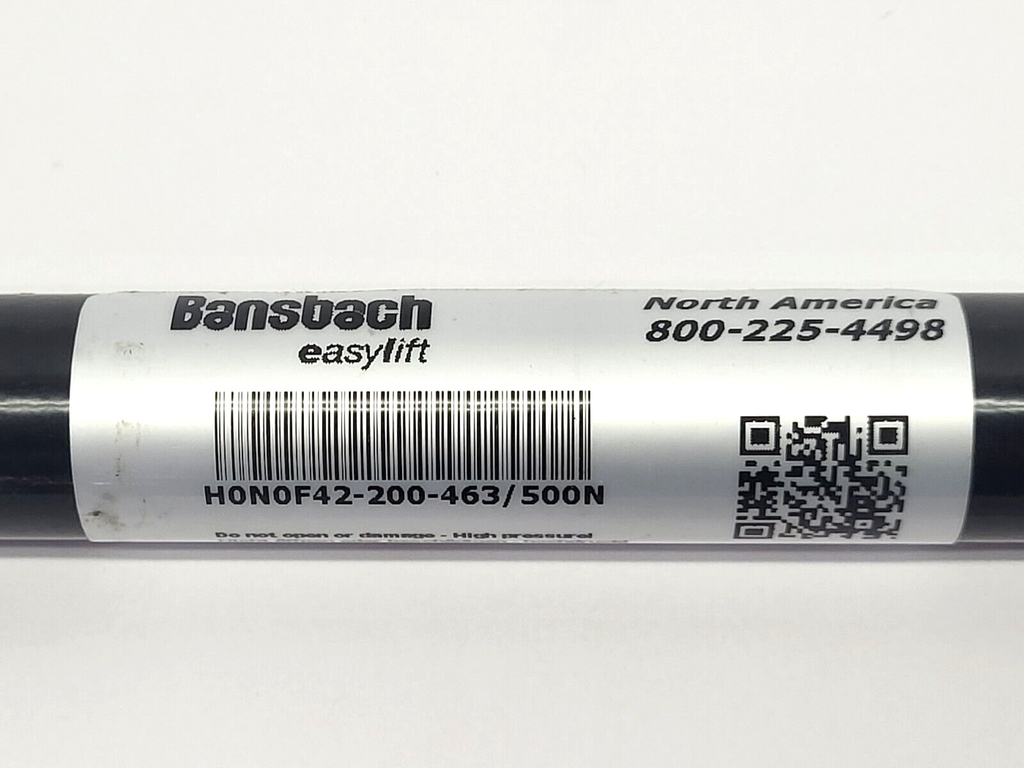 Bansbach
easylift
North America
800-225-4498
H0N0F42-200-463/500N
Do not open or damage - High pressure!